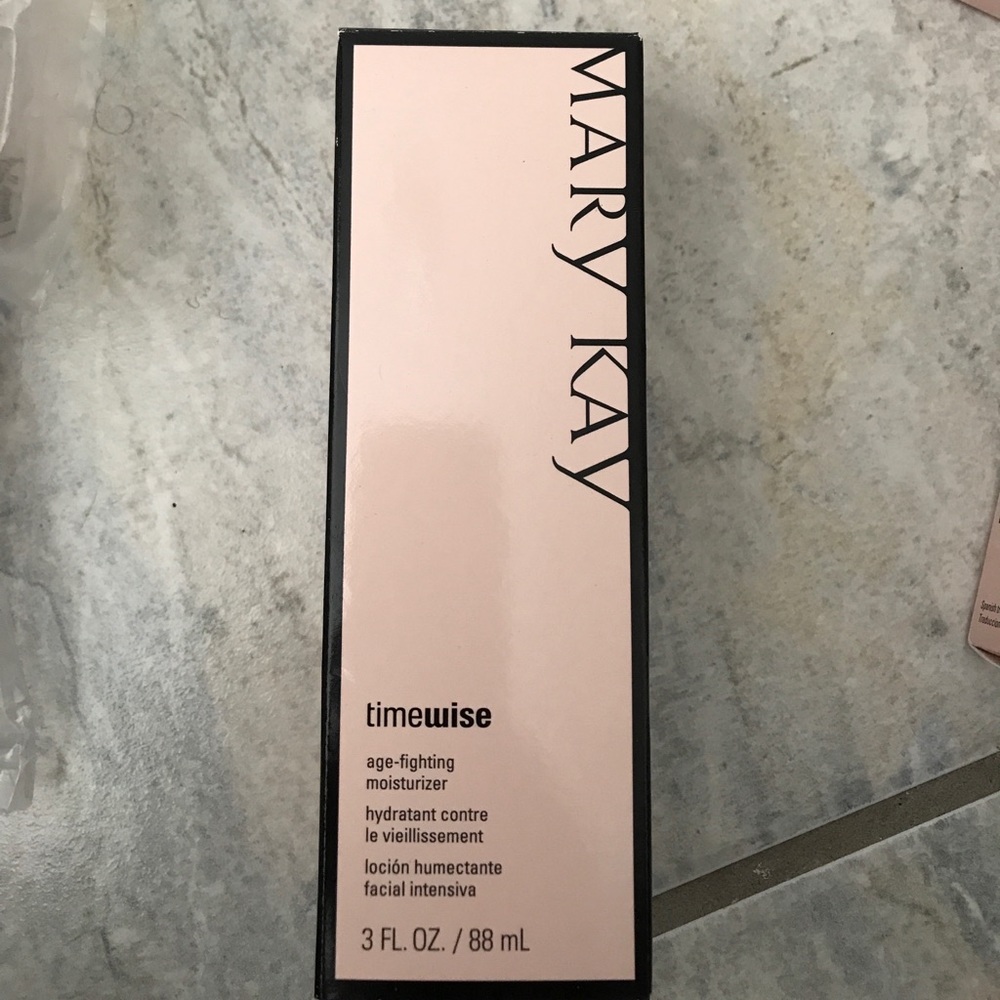 MARY KAY
timewise
age-fighting
moisturizer
hydratant contre
le vieillissement
loción humectante
facial intensiva
3 FL. OZ. / 88 mL
Spanish